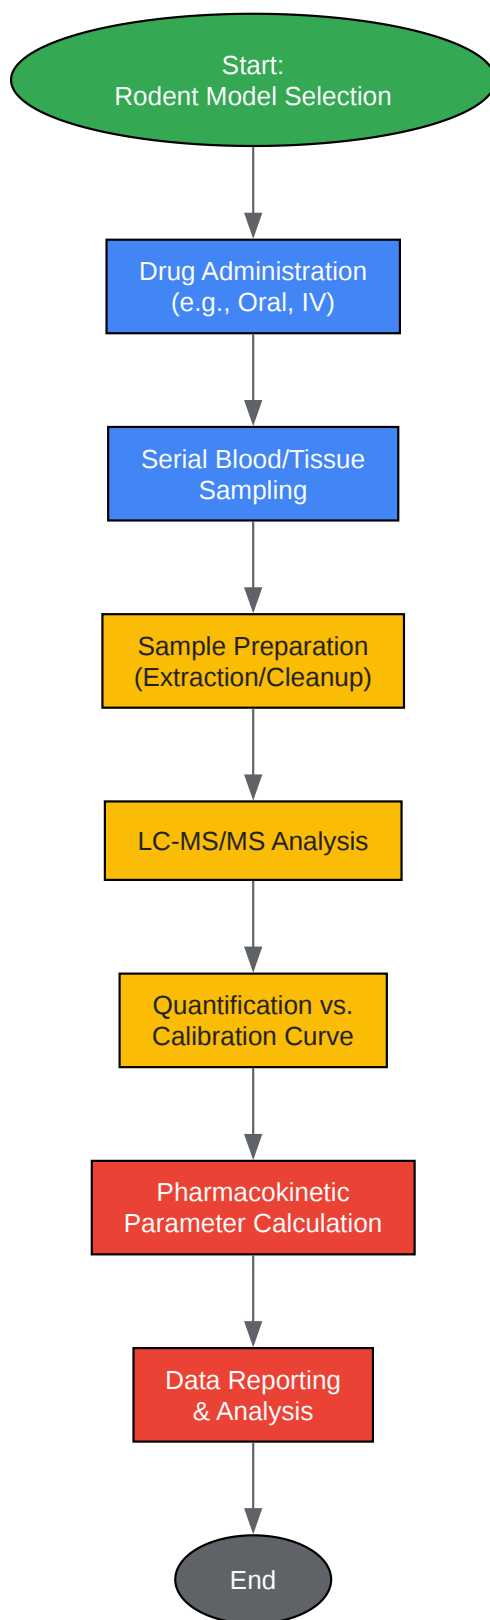 Start:
Rodent Model Selection
Drug Administration
(e.g., Oral, IV)
Serial Blood/Tissue
Sampling
Sample Preparation
(Extraction/Cleanup)
LC-MS/MS Analysis
Quantification vs.
Calibration Curve
Pharmacokinetic
Parameter Calculation
Data Reporting
& Analysis
End